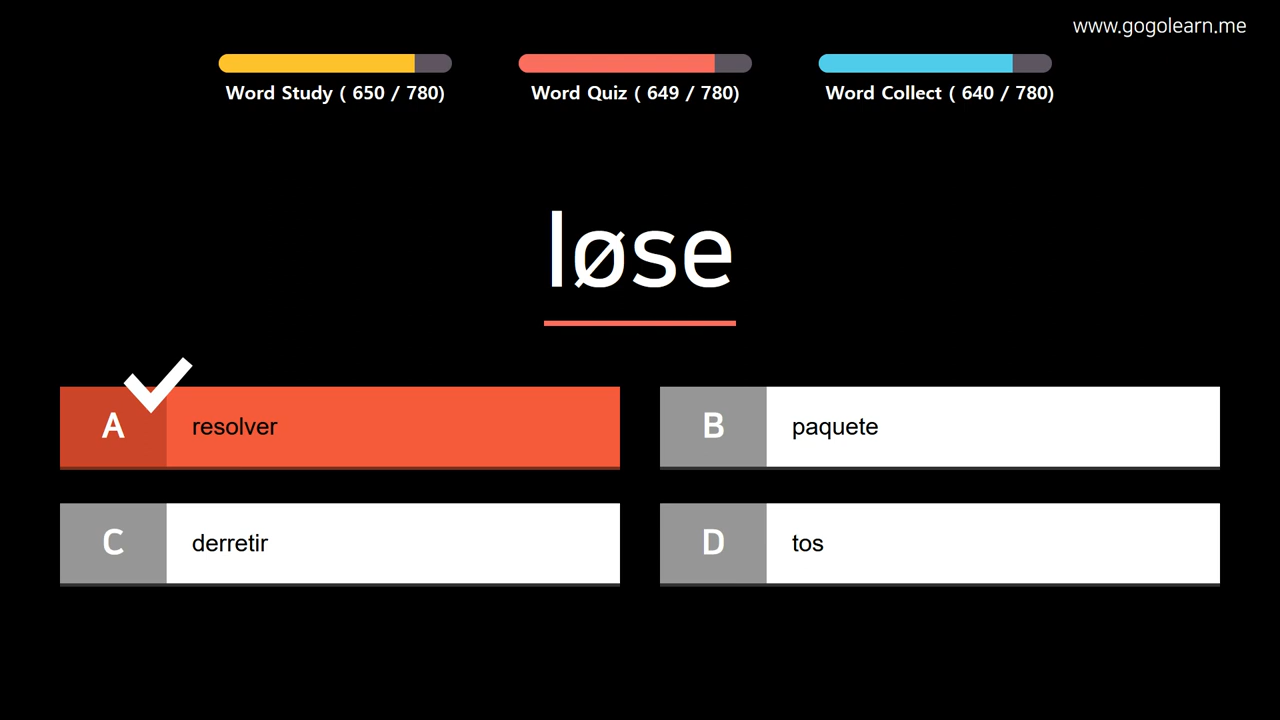 www.gogolearn.me
Word Study ( 650 / 780)
Word Quiz ( 649 / 780)
Word Collect ( 640 / 780)
løse
A resolver
B paquete
C derretir
D tos